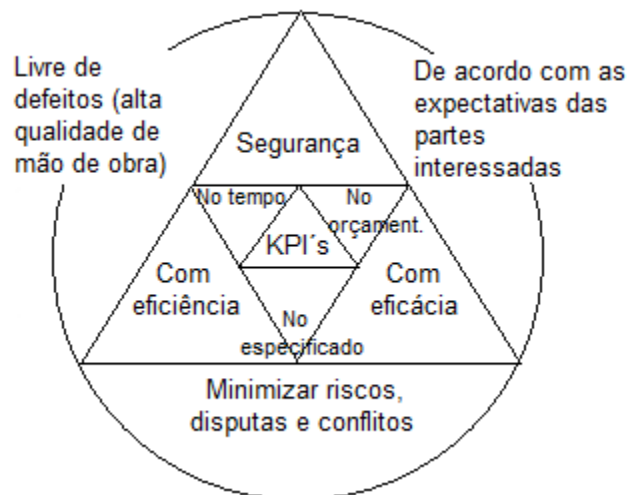 Livre de
defeitos (alta
qualidade de
mão de obra)
De acordo com as
expectativas das
partes
interessadas
Segurança
No tempo
No
orçament.
KPI´s
Com
eficiência
Com
eficácia
No
especificado
Minimizar riscos,
disputas e conflitos